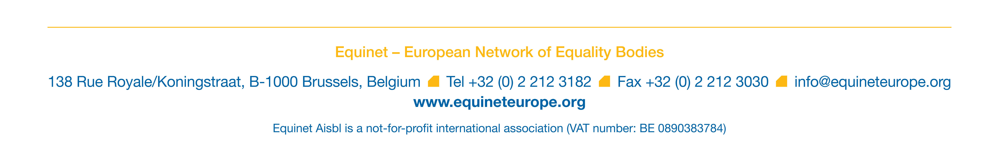 Equinet – European Network of Equality Bodies
138 Rue Royale/Koningstraat, B-1000 Brussels, Belgium Tel +32 (0) 2 212 3182 Fax +32 (0) 2 212 3030 info@equineteurope.org
www.equineteurope.org
Equinet Aisbl is a not-for-profit international association (VAT number: BE 0890383784)